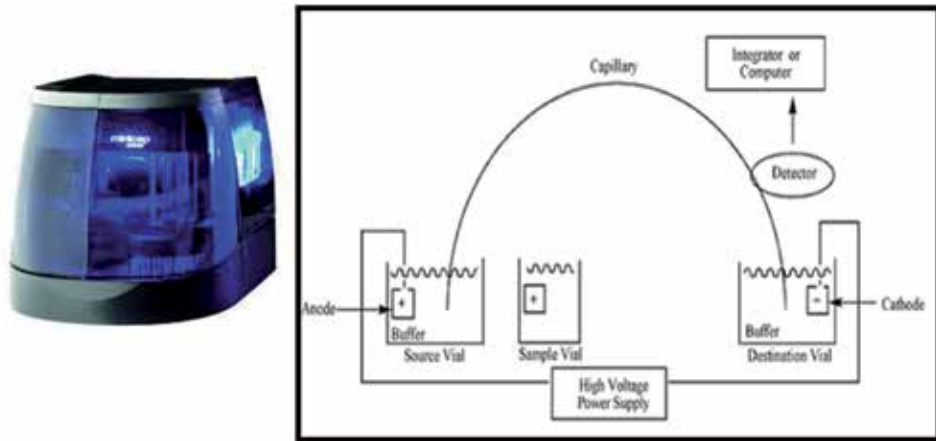 Integrator or
Computer
Capillary
Detector
+
+
-
Anode
Cathode
Buffer
Buffer
Source Vial
Sample Vial
Destination Vial
High Voltage
Power Supply